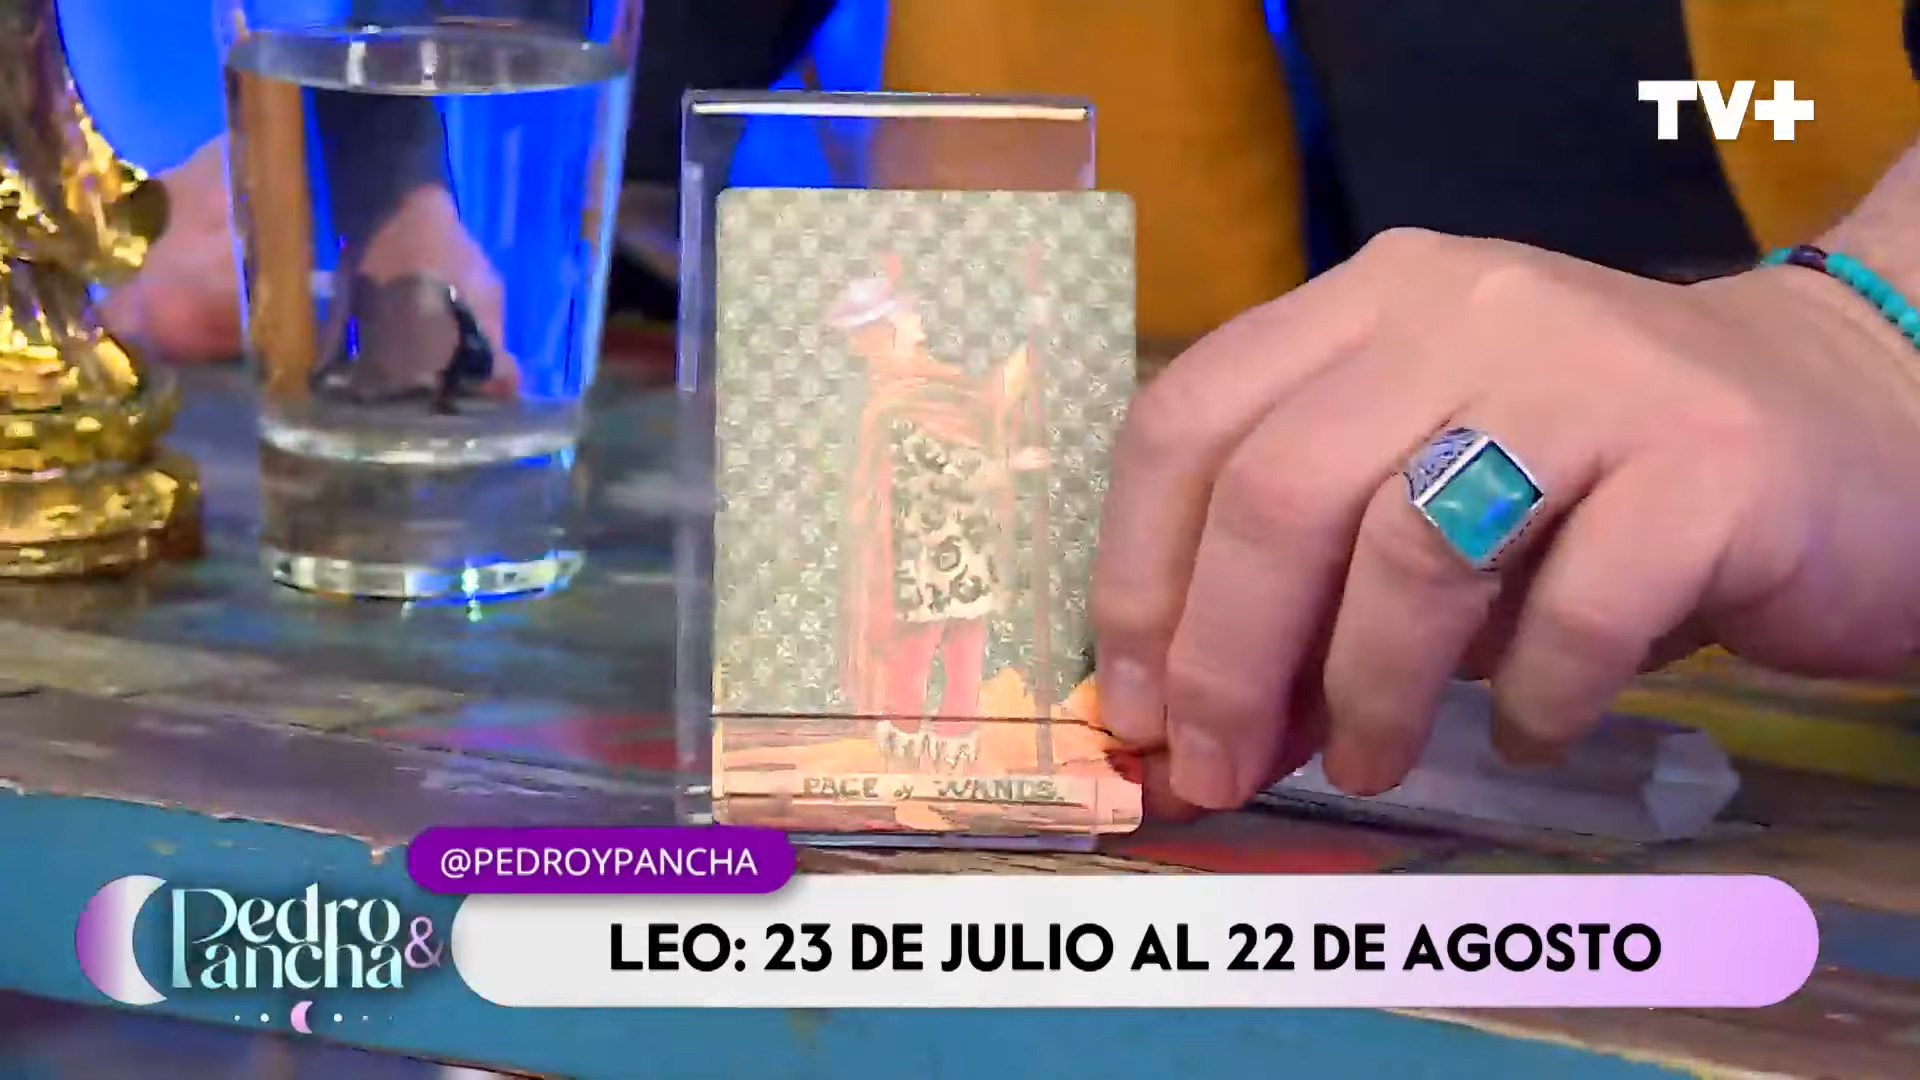 TV+
PAGE of WANDS.
@PEDROYPANCHA
Pedro &
Pancha
LEO: 23 DE JULIO AL 22 DE AGOSTO